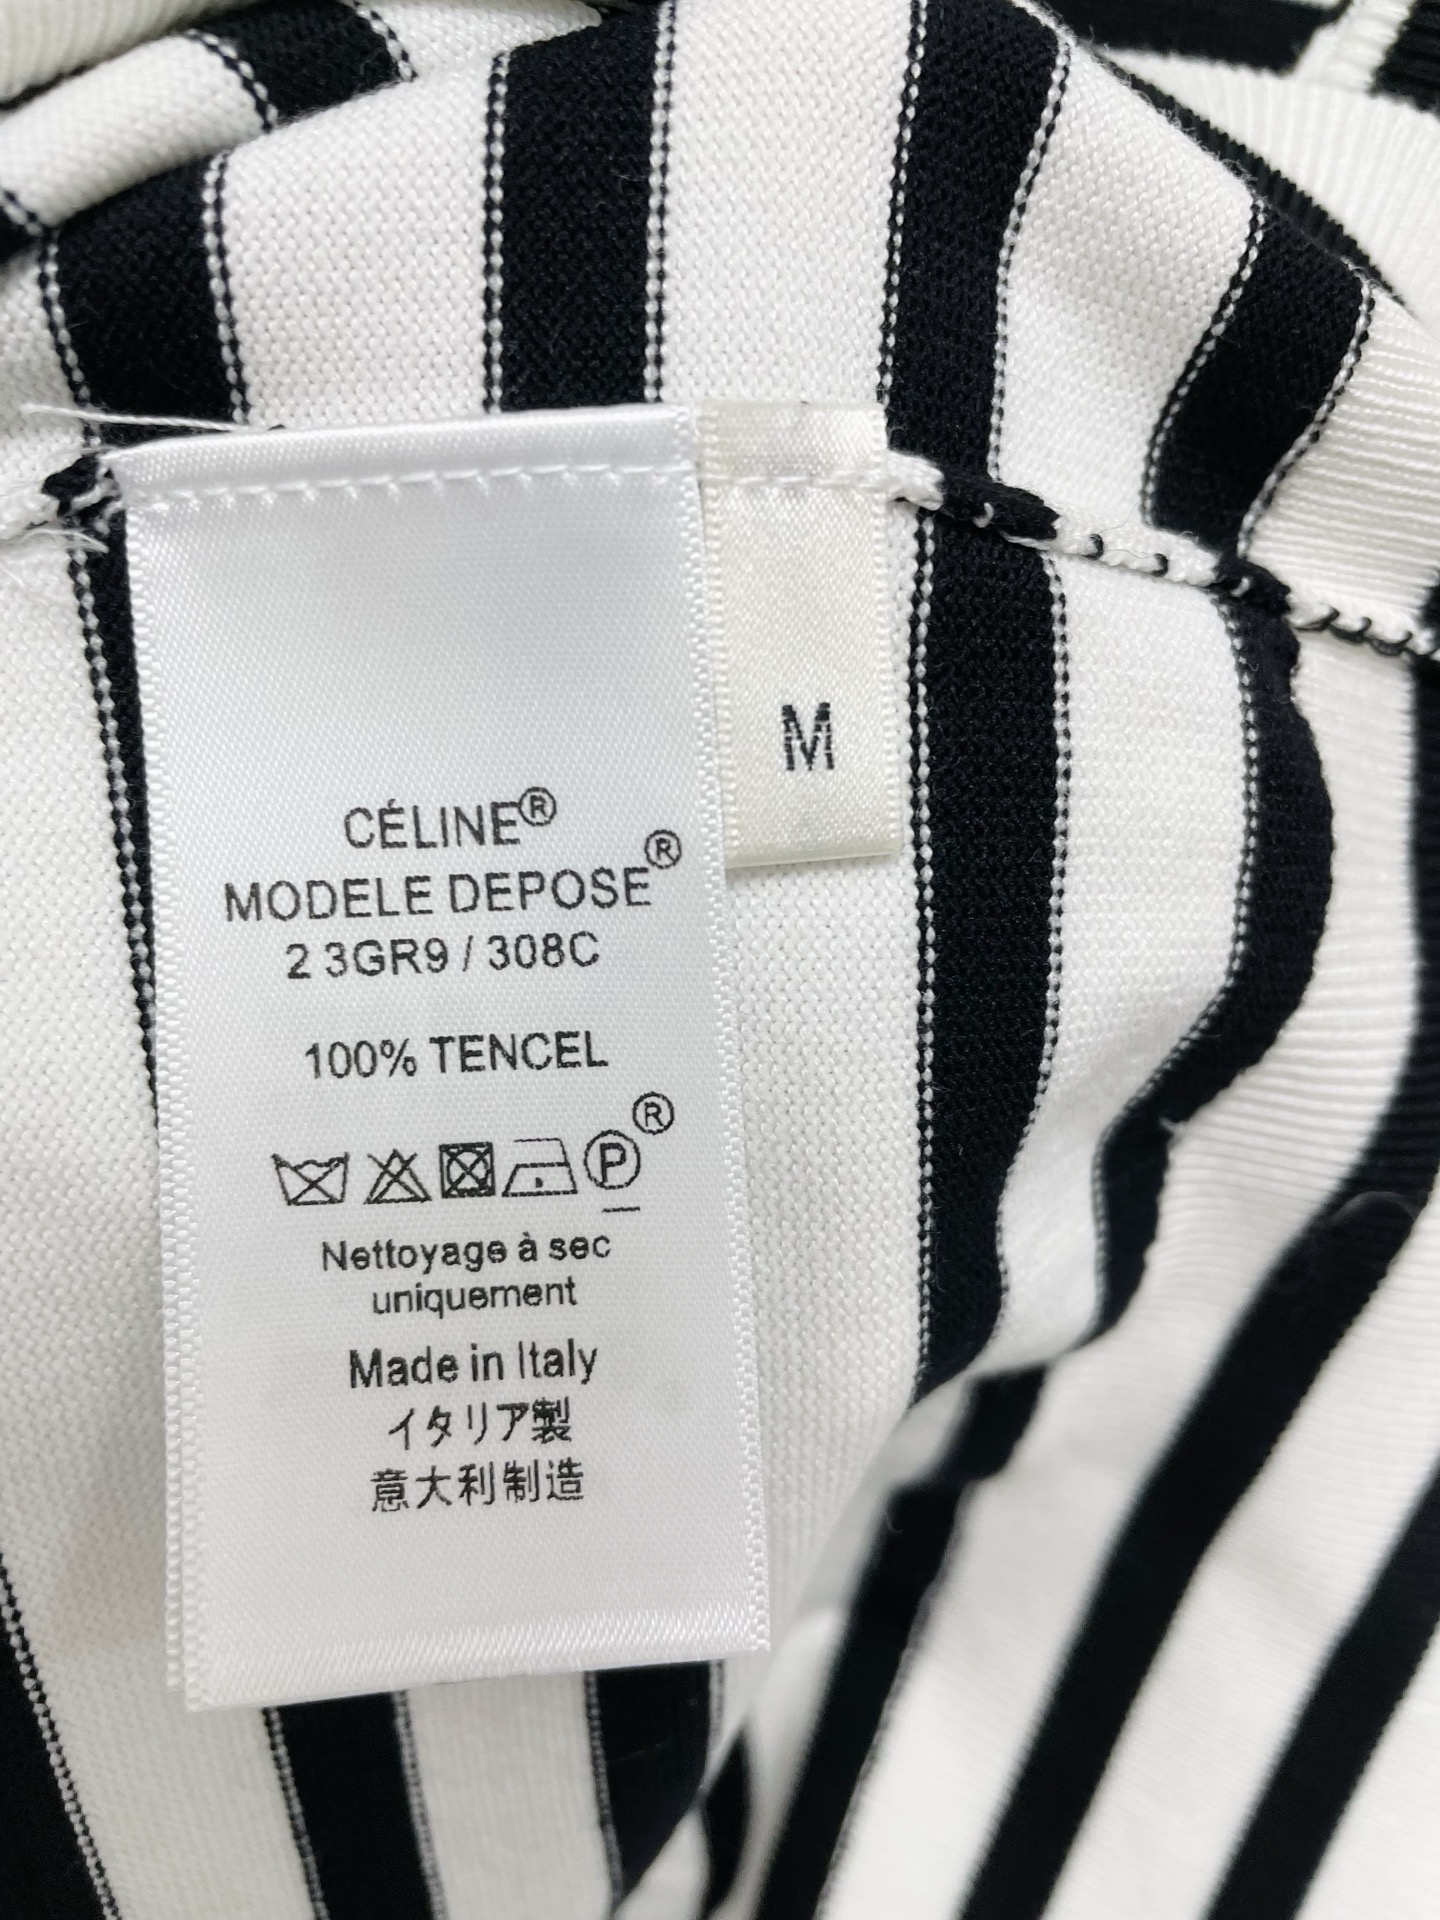 M
CÉLINE®
MODELE DEPOSE®
2 3GR9 / 308C
100% TENCEL
P ®
Nettoyage à sec
uniquement
Made in Italy
イタリア製
意大利制造